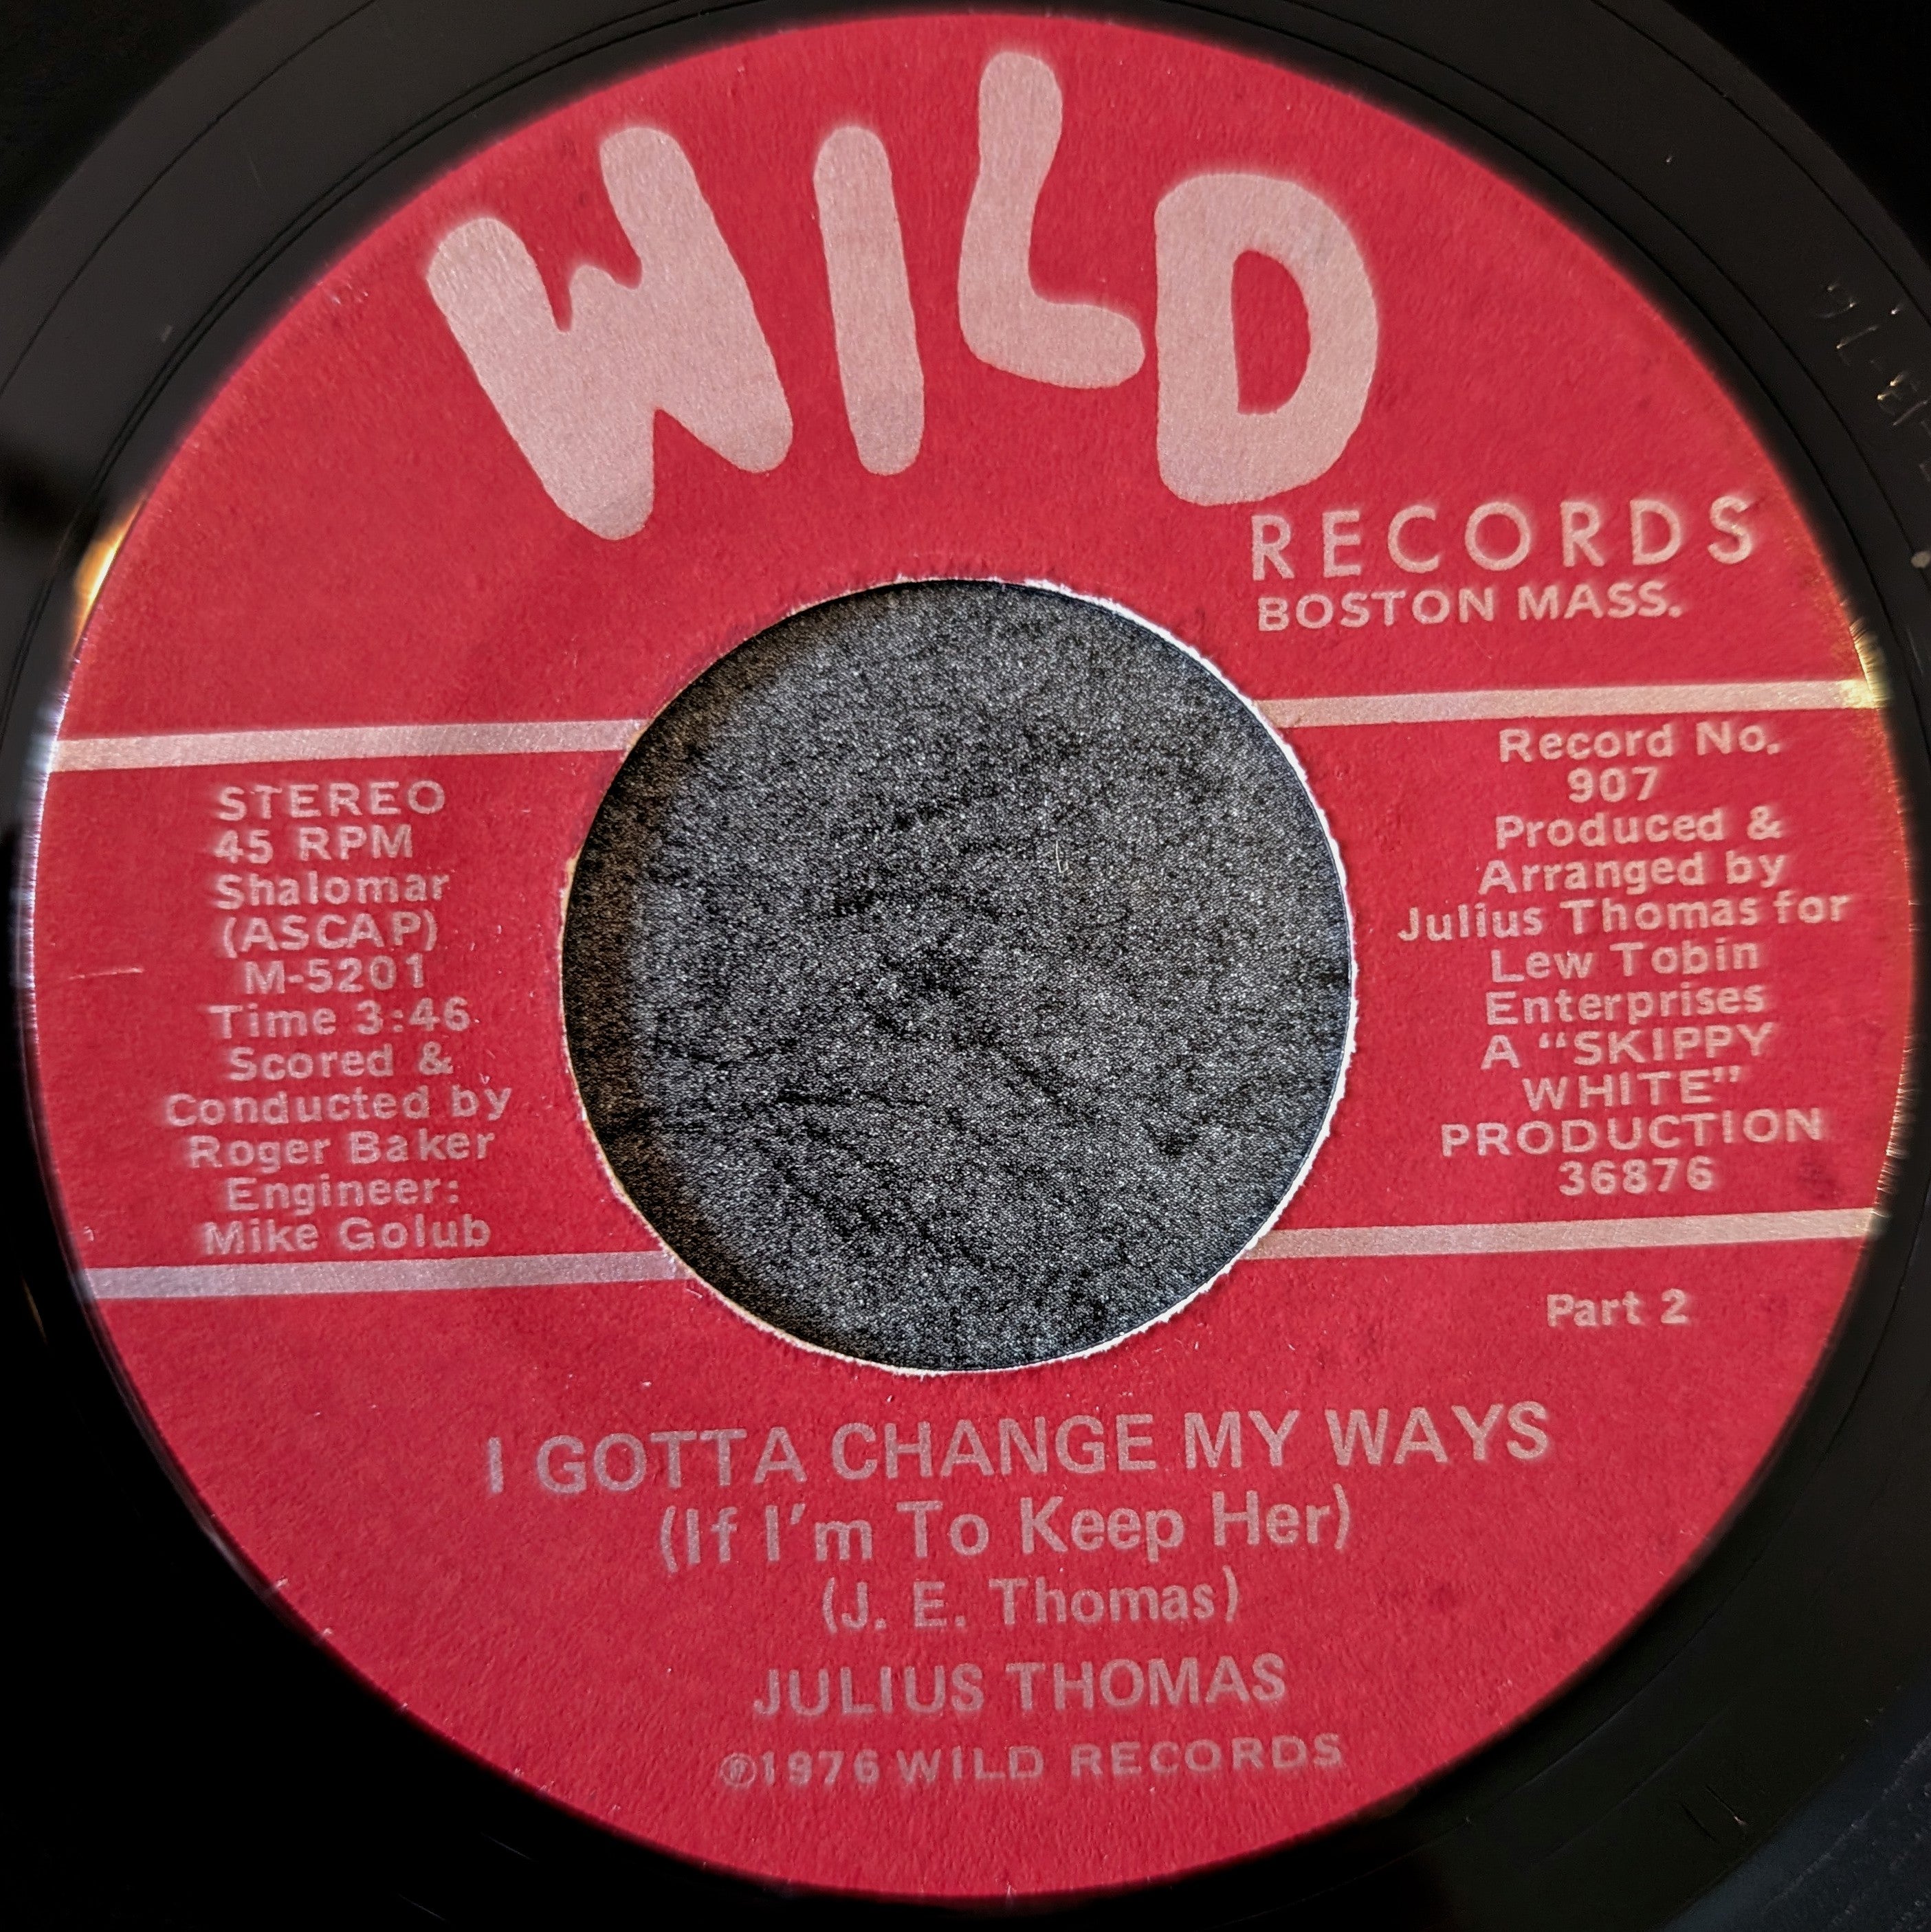 WILD
RECORDS
BOSTON MASS.
STEREO
45 RPM
Shalomar
(ASCAP)
M-5201
Time 3:46
Scored &
Conducted by
Roger Baker
Engineer:
Mike Golub
Record No.
907
Produced &
Arranged by
Julius Thomas for
Lew Tobin
Enterprises
A "SKIPPY
WHITE"
PRODUCTION
36876
Part 2
I GOTTA CHANGE MY WAYS
(If I'm To Keep Her)
(J. E. Thomas)
JULIUS THOMAS
℗1976 WILD RECORDS